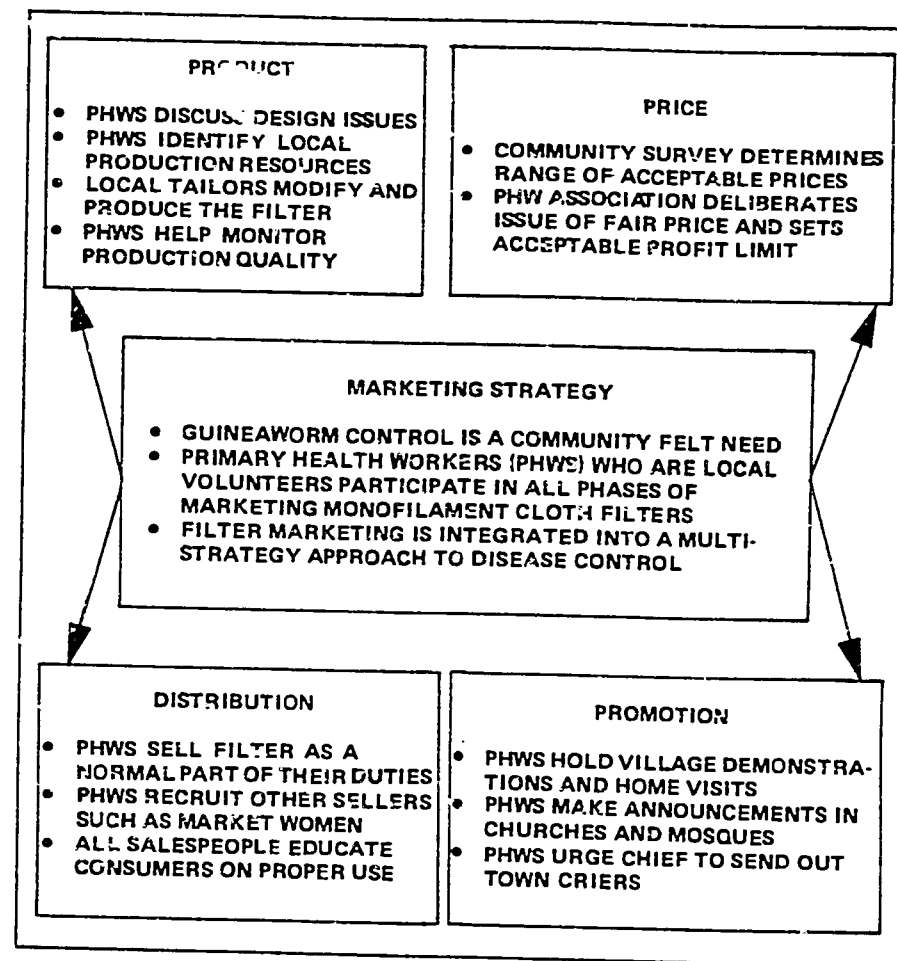 PRODUCT
• PHWS DISCUSS DESIGN ISSUES
• PHWS IDENTIFY LOCAL
PRODUCTION RESOURCES
• LOCAL TAILORS MODIFY AND
PRODUCE THE FILTER
• PHWS HELP MONITOR
PRODUCTION QUALITY
PRICE
• COMMUNITY SURVEY DETERMINES
RANGE OF ACCEPTABLE PRICES
• PHW ASSOCIATION DELIBERATES
ISSUE OF FAIR PRICE AND SETS
ACCEPTABLE PROFIT LIMIT
MARKETING STRATEGY
• GUINEAWORM CONTROL IS A COMMUNITY FELT NEED
• PRIMARY HEALTH WORKERS (PHWS) WHO ARE LOCAL
VOLUNTEERS PARTICIPATE IN ALL PHASES OF
MARKETING MONOFILAMENT CLOTH FILTERS
• FILTER MARKETING IS INTEGRATED INTO A MULTI-
STRATEGY APPROACH TO DISEASE CONTROL
DISTRIBUTION
• PHWS SELL FILTER AS A
NORMAL PART OF THEIR DUTIES
• PHWS RECRUIT OTHER SELLERS
SUCH AS MARKET WOMEN
• ALL SALESPEOPLE EDUCATE
CONSUMERS ON PROPER USE
PROMOTION
• PHWS HOLD VILLAGE DEMONSTRA-
TIONS AND HOME VISITS
• PHWS MAKE ANNOUNCEMENTS IN
CHURCHES AND MOSQUES
• PHWS URGE CHIEF TO SEND OUT
TOWN CRIERS